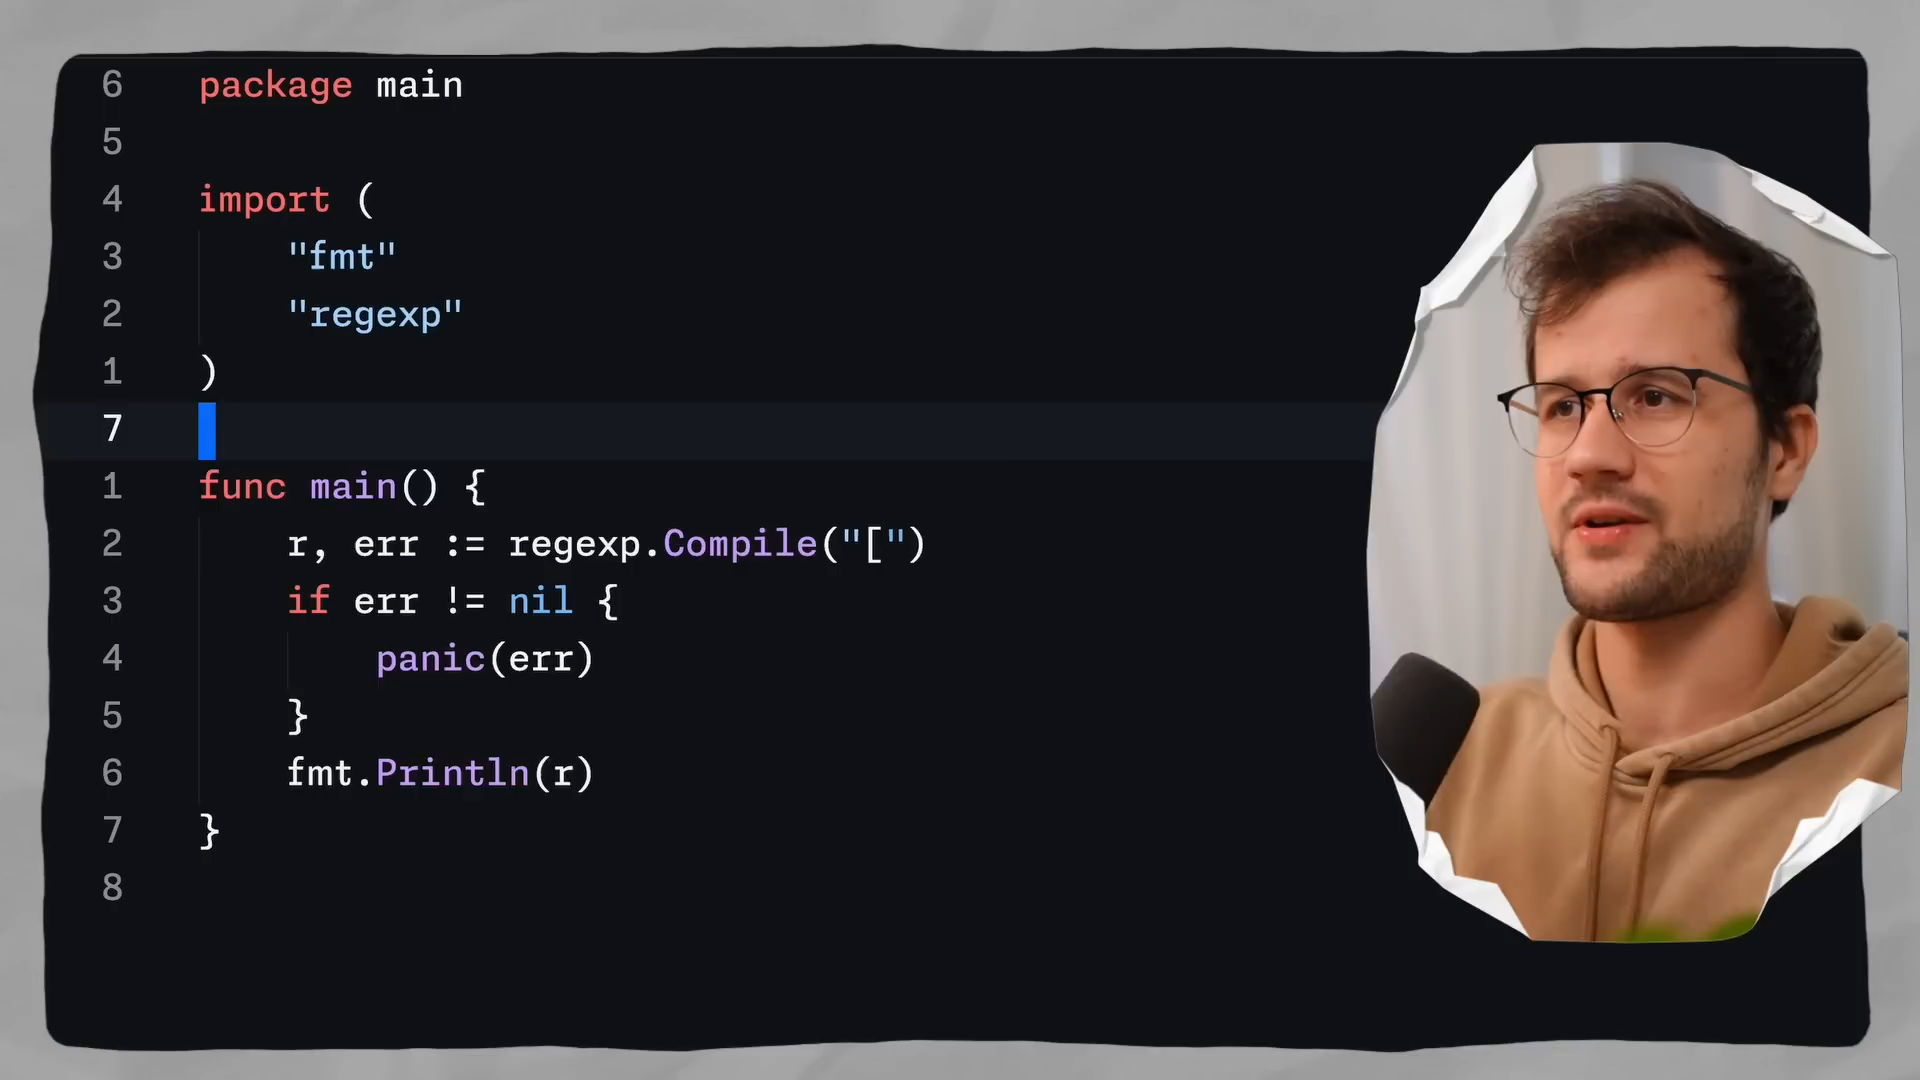 6 package main
5
4 import (
3 "fmt"
2 "regexp"
1 )
7
1 func main() {
2 r, err := regexp.Compile("[")
3 if err != nil {
4 panic(err)
5 }
6 fmt.Println(r)
7 }
8